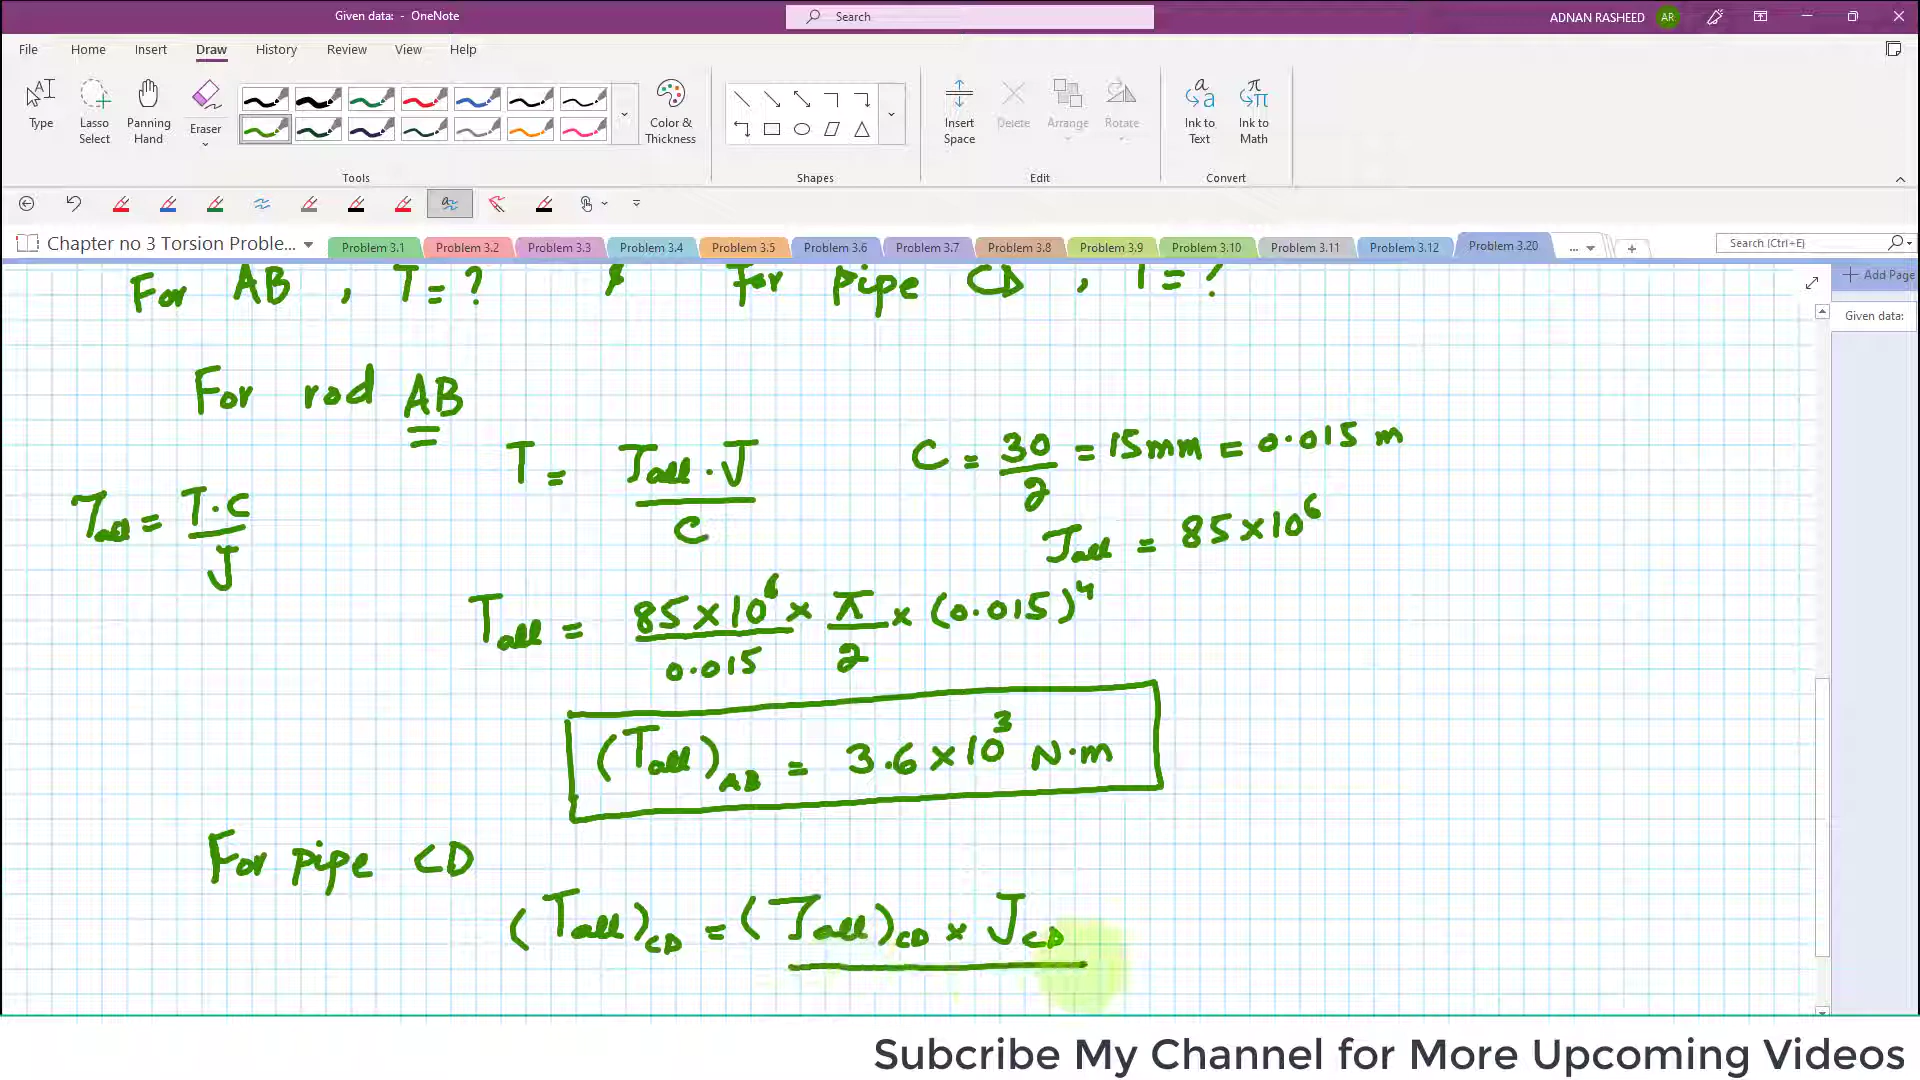 Given data: - OneNote
Search
ADNAN RASHEED AR
File Home Insert Draw History Review View Help
Type Lasso Select Panning Hand Eraser Color & Thickness Insert Space Delete Arrange Rotate Ink to Text Ink to Math
Tools Shapes Edit Convert
Chapter no 3 Torsion Proble... Problem 3.1 Problem 3.2 Problem 3.3 Problem 3.4 Problem 3.5 Problem 3.6 Problem 3.7 Problem 3.8 Problem 3.9 Problem 3.10 Problem 3.11 Problem 3.12 Problem 3.20 ... Search (Ctrl+E)
Add Page
Given data:
For AB , T = ? & For pipe CD , T = ?
For rod AB
T = τall · J / C
C = 30/2 = 15mm = 0.015 m
τall = T·C / J
τall = 85×10⁶
Tall = 85×10⁶ / 0.015 × π/2 × (0.015)⁴
(Tall)AB = 3.6×10³ N·m
For pipe CD
(Tall)CD = (τall)CD × JCD
Subcribe My Channel for More Upcoming Videos